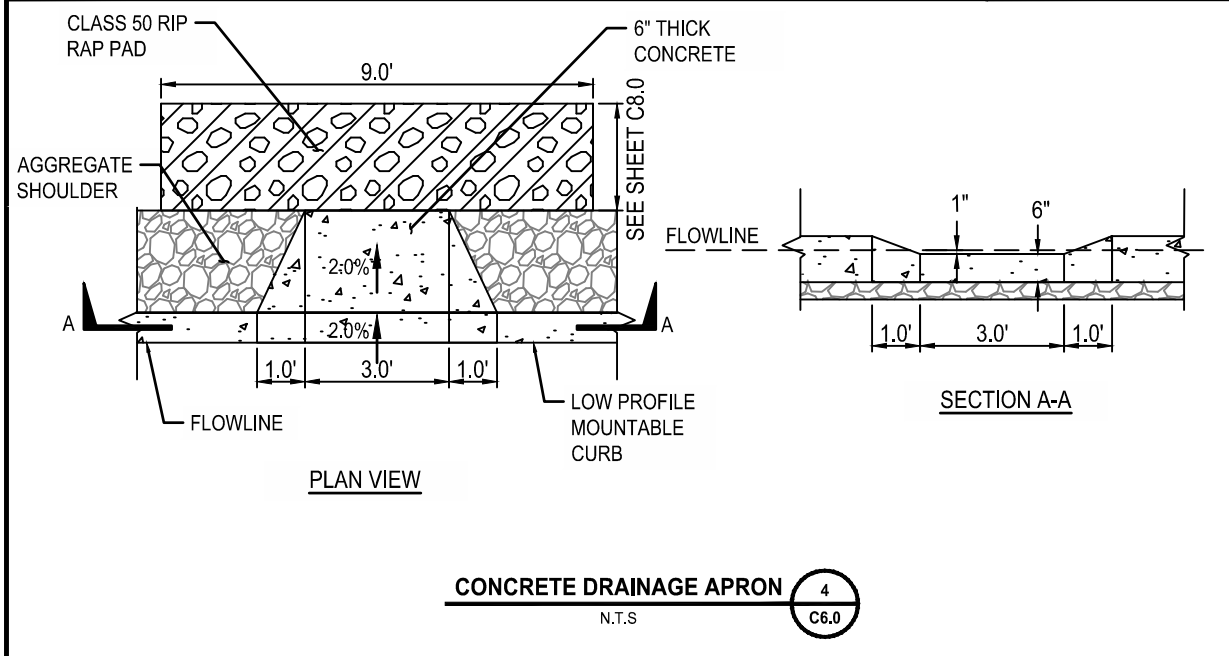 CLASS 50 RIP
RAP PAD
6" THICK
CONCRETE
9.0'
SEE SHEET C8.0
AGGREGATE
SHOULDER
2.0%
A
A
2.0%
1.0'
3.0'
1.0'
FLOWLINE
LOW PROFILE
MOUNTABLE
CURB
PLAN VIEW
1"
6"
FLOWLINE
1.0'
3.0'
1.0'
SECTION A-A
CONCRETE DRAINAGE APRON
N.T.S
4
C6.0